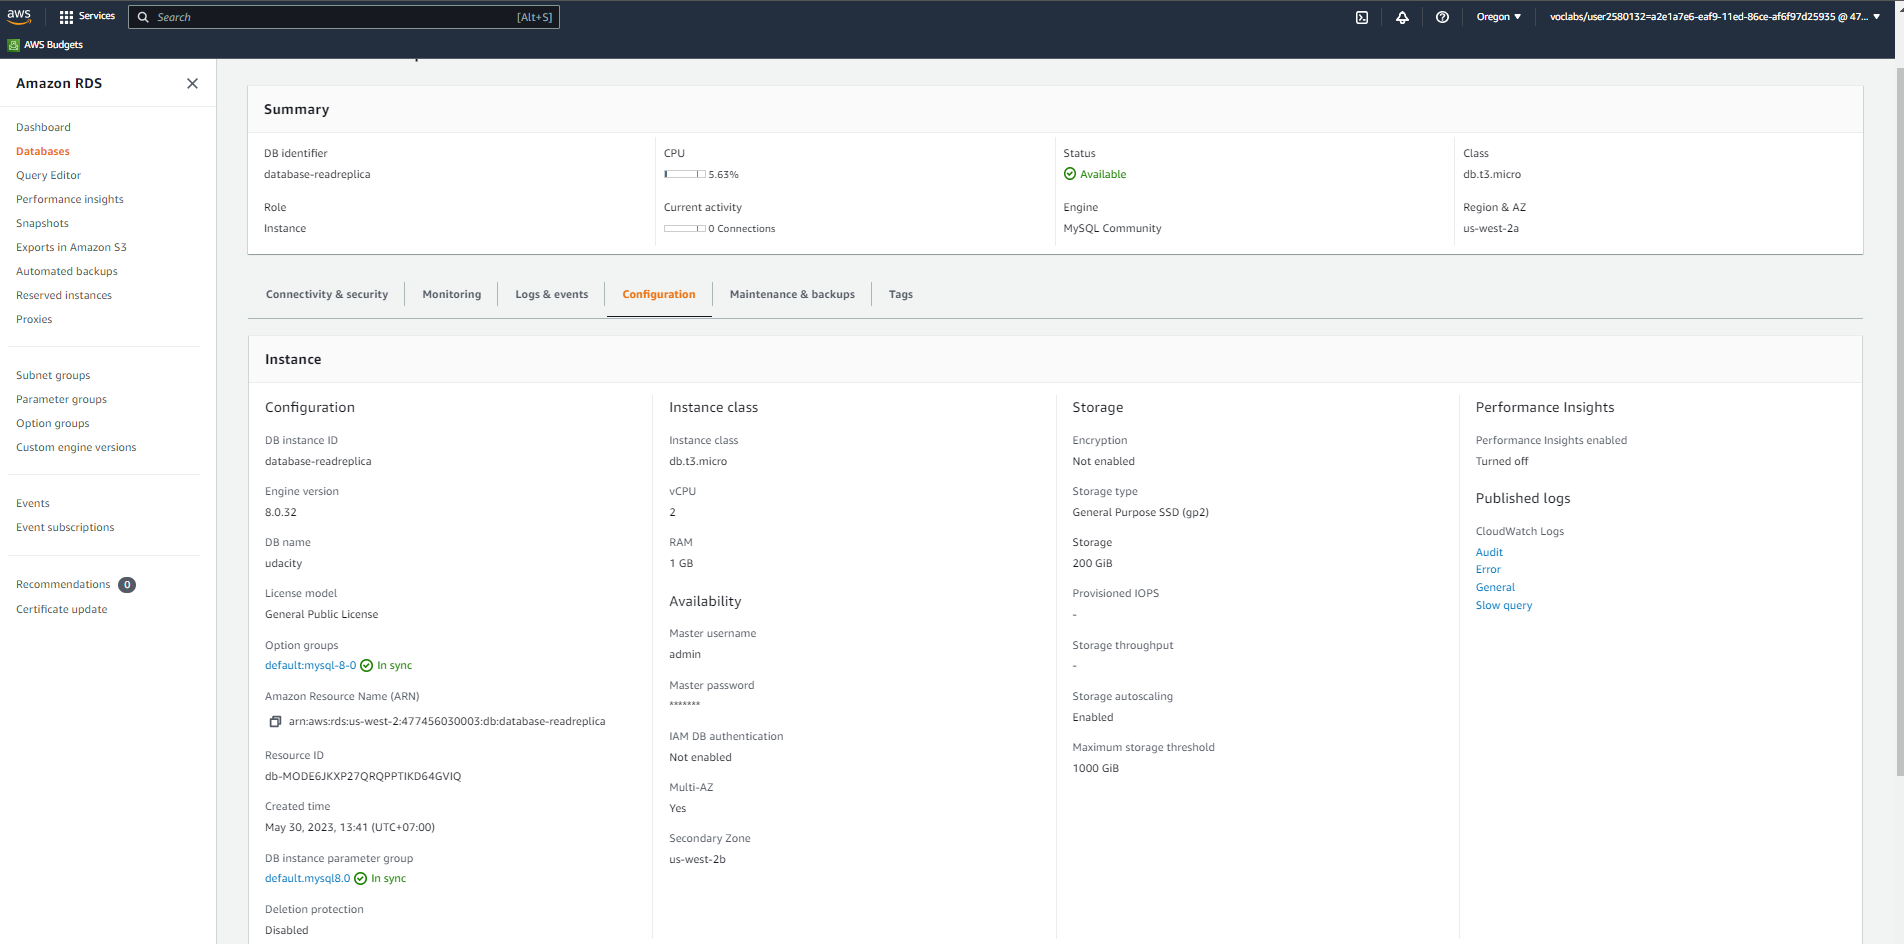 aws
Services
Search
[Alt+S]
Oregon
voclabs/user2580132=a2e1a7e6-eaf9-11ed-86ce-af6f97d25935 @ 47...
AWS Budgets
Amazon RDS
Dashboard
Databases
Query Editor
Performance insights
Snapshots
Exports in Amazon S3
Automated backups
Reserved instances
Proxies
Subnet groups
Parameter groups
Option groups
Custom engine versions
Events
Event subscriptions
Recommendations 0
Certificate update
Summary
DB identifier
database-readreplica
Role
Instance
CPU
5.63%
Current activity
0 Connections
Status
Available
Engine
MySQL Community
Class
db.t3.micro
Region & AZ
us-west-2a
Connectivity & security
Monitoring
Logs & events
Configuration
Maintenance & backups
Tags
Instance
Configuration
DB instance ID
database-readreplica
Engine version
8.0.32
DB name
udacity
License model
General Public License
Option groups
default:mysql-8-0 In sync
Amazon Resource Name (ARN)
arn:aws:rds:us-west-2:477456030003:db:database-readreplica
Resource ID
db-MODE6JKXP27QRQPPTIKD64GVIQ
Created time
May 30, 2023, 13:41 (UTC+07:00)
DB instance parameter group
default.mysql8.0 In sync
Deletion protection
Disabled
Instance class
Instance class
db.t3.micro
vCPU
2
RAM
1 GB
Availability
Master username
admin
Master password
*******
IAM DB authentication
Not enabled
Multi-AZ
Yes
Secondary Zone
us-west-2b
Storage
Encryption
Not enabled
Storage type
General Purpose SSD (gp2)
Storage
200 GiB
Provisioned IOPS
-
Storage throughput
-
Storage autoscaling
Enabled
Maximum storage threshold
1000 GiB
Performance Insights
Performance Insights enabled
Turned off
Published logs
CloudWatch Logs
Audit
Error
General
Slow query